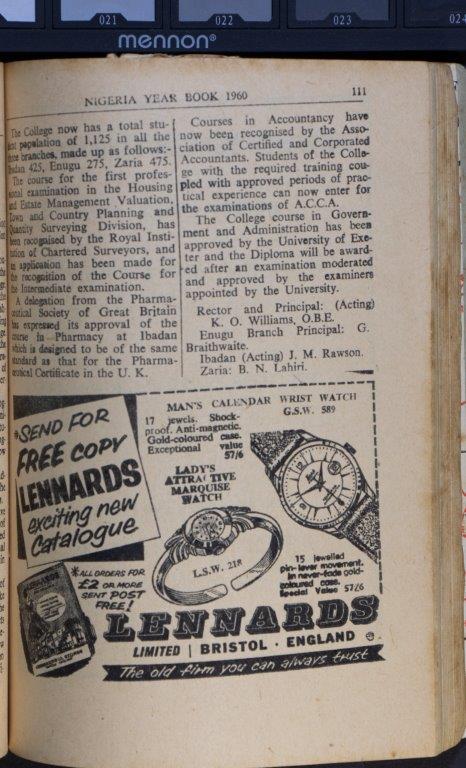 021
022
023
024
mennon®
NIGERIA YEAR BOOK 1960
111
The College now has a total stu-
population of 1,125 in all the
three branches, made up as follows:-
Ibadan 425, Enugu 275, Zaria 475.
The course for the first profes-
sional examination in the Housing
and Estate Management Valuation,
Town and Country Planning and
Quantity Surveying Division, has
been recognised by the Royal Insti-
tution of Chartered Surveyors, and
application has been made for
the recognition of the Course for
the Intermediate examination.
A delegation from the Pharma-
ceutical Society of Great Britain
has expressed its approval of the
course in Pharmacy at Ibadan
which is designed to be of the same
standard as that for the Pharma-
ceutical Certificate in the U. K.
Courses in Accountancy have
now been recognised by the Asso-
ciation of Certified and Corporated
Accountants. Students of the Colle-
ge with the required training cou-
pled with approved periods of prac-
tical experience can now enter for
the examinations of A.C.C.A.
The College course in Govern-
ment and Administration has been
approved by the University of Exe-
ter and the Diploma will be award-
ed after an examination moderated
and approved by the examiners
appointed by the University.
Rector and Principal: (Acting)
K. O. Williams, O.B.E.
Enugu Branch Principal: G.
Braithwaite.
Ibadan (Acting) J. M. Rawson.
Zaria: B. N. Lahiri.
*SEND FOR
FREE COPY
LENNARDS
exciting new
Catalogue
*ALL ORDERS FOR
£2 OR MORE
SENT POST
FREE!
MAN'S CALENDAR WRIST WATCH
G.S.W. 589
17 jewels. Shock-
proof. Anti-magnetic.
Gold-coloured case.
Exceptional value
57/6
LADY'S
ATTRACTIVE
MARQUISE
WATCH
L.S.W. 218
15 jewelled
pin-lever movement.
In never-fade gold-
coloured case.
Special Value 57/6
LENNARDS
LIMITED | BRISTOL · ENGLAND
The old firm you can always trust